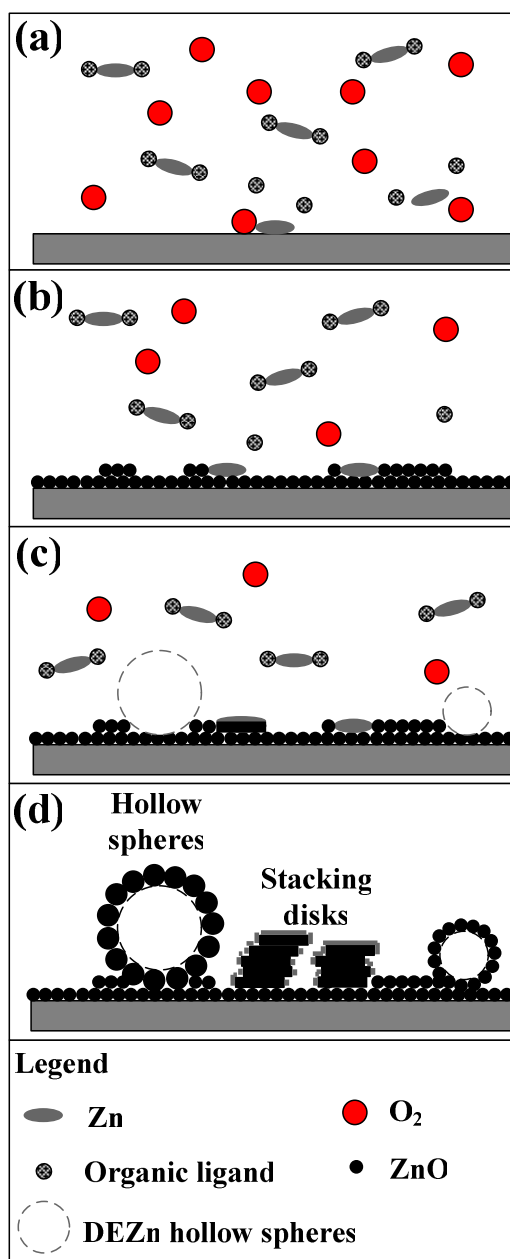 (a)
(b)
(c)
(d)
Hollow
spheres
Stacking
disks
Legend
Zn
O₂
Organic ligand
ZnO
DEZn hollow spheres